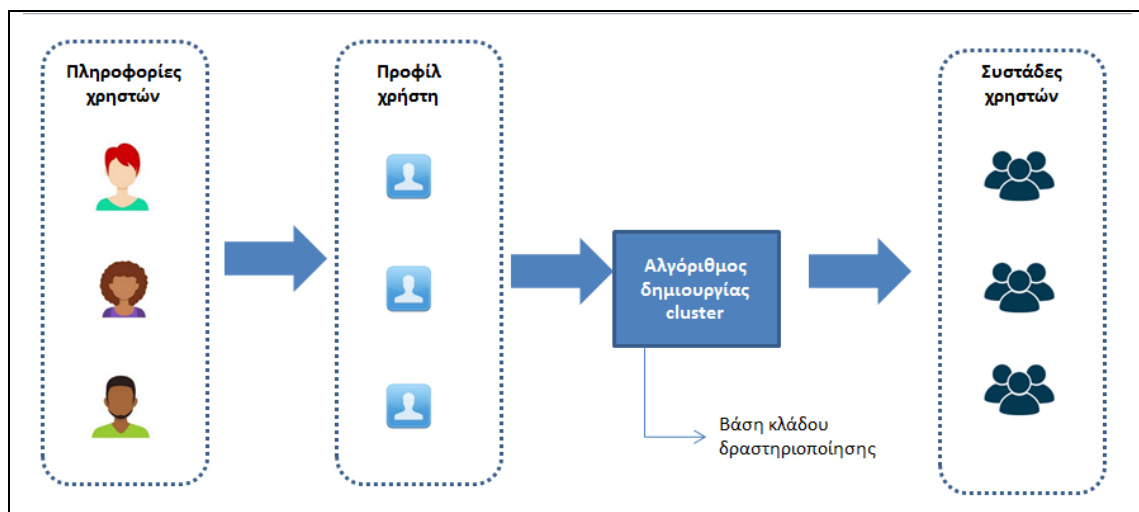 Πληροφορίες
χρηστών
Προφίλ
χρήστη
Αλγόριθμος
δημιουργίας
cluster
Βάση κλάδου
δραστηριοποίησης
Συστάδες
χρηστών